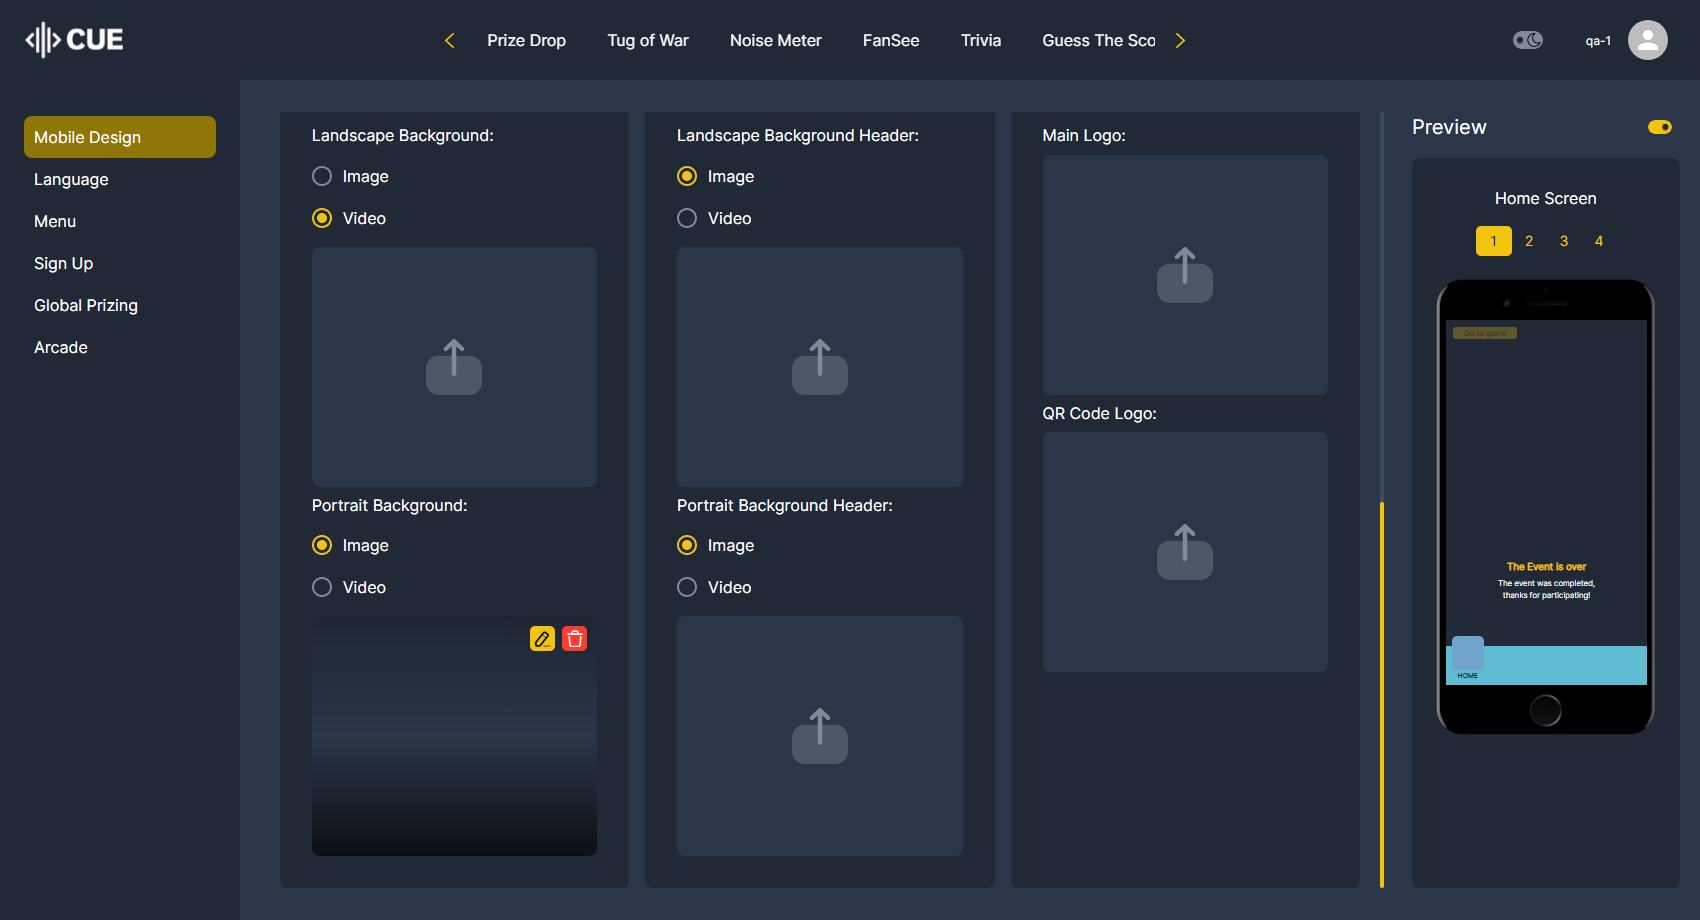 CUE
Prize Drop
Tug of War
Noise Meter
FanSee
Trivia
Guess The Sco
qa-1
Mobile Design
Language
Menu
Sign Up
Global Prizing
Arcade
Landscape Background:
Image
Video
Portrait Background:
Image
Video
Landscape Background Header:
Image
Video
Portrait Background Header:
Image
Video
Main Logo:
QR Code Logo:
Preview
Home Screen
1 2 3 4
Go to game
The Event is over
The event was completed,
thanks for participating!
HOME